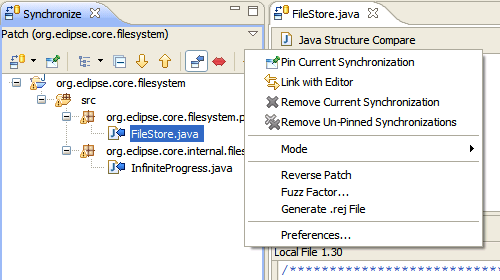 Synchronize
Patch (org.eclipse.core.filesystem)
org.eclipse.core.filesystem
src
org.eclipse.core.filesystem.p
FileStore.java
org.eclipse.core.internal.files
InfiniteProgress.java
FileStore.java
Java Structure Compare
Pin Current Synchronization
Link with Editor
Remove Current Synchronization
Remove Un-Pinned Synchronizations
Mode
Reverse Patch
Fuzz Factor...
Generate .rej File
Preferences...
Local File 1.30
/*******************************